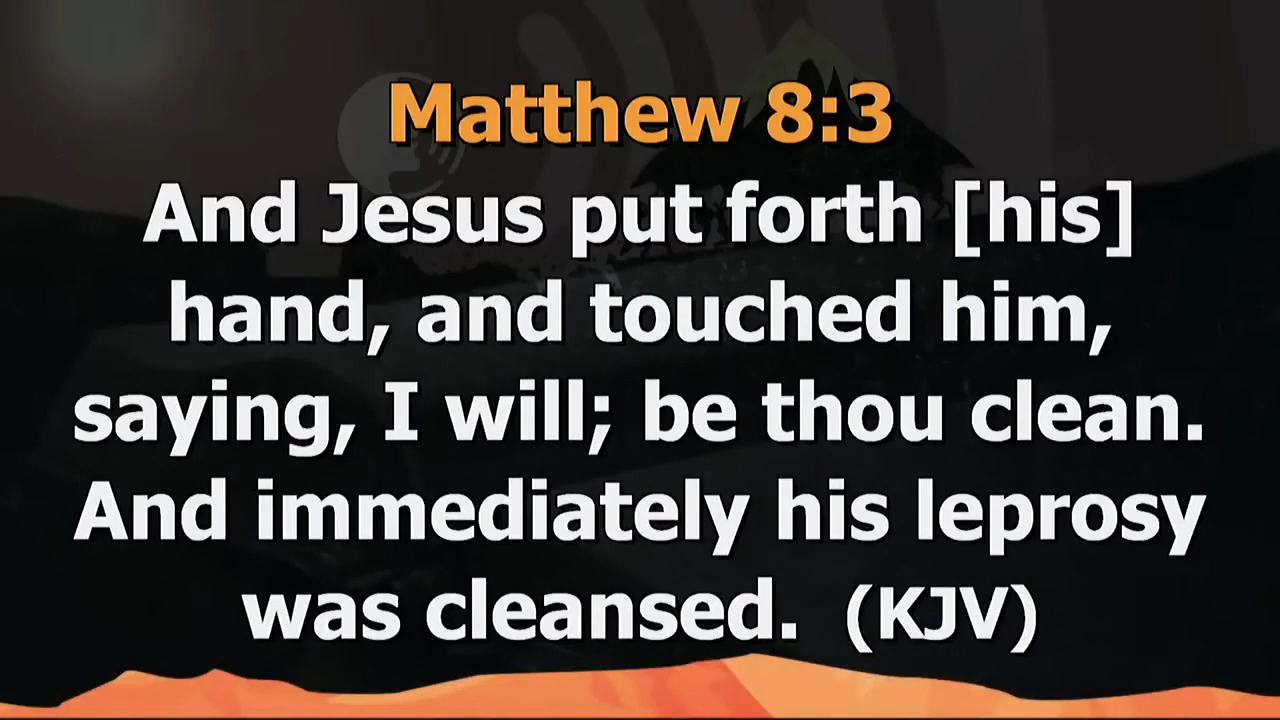 Matthew 8:3
And Jesus put forth [his]
hand, and touched him,
saying, I will; be thou clean.
And immediately his leprosy
was cleansed.  (KJV)